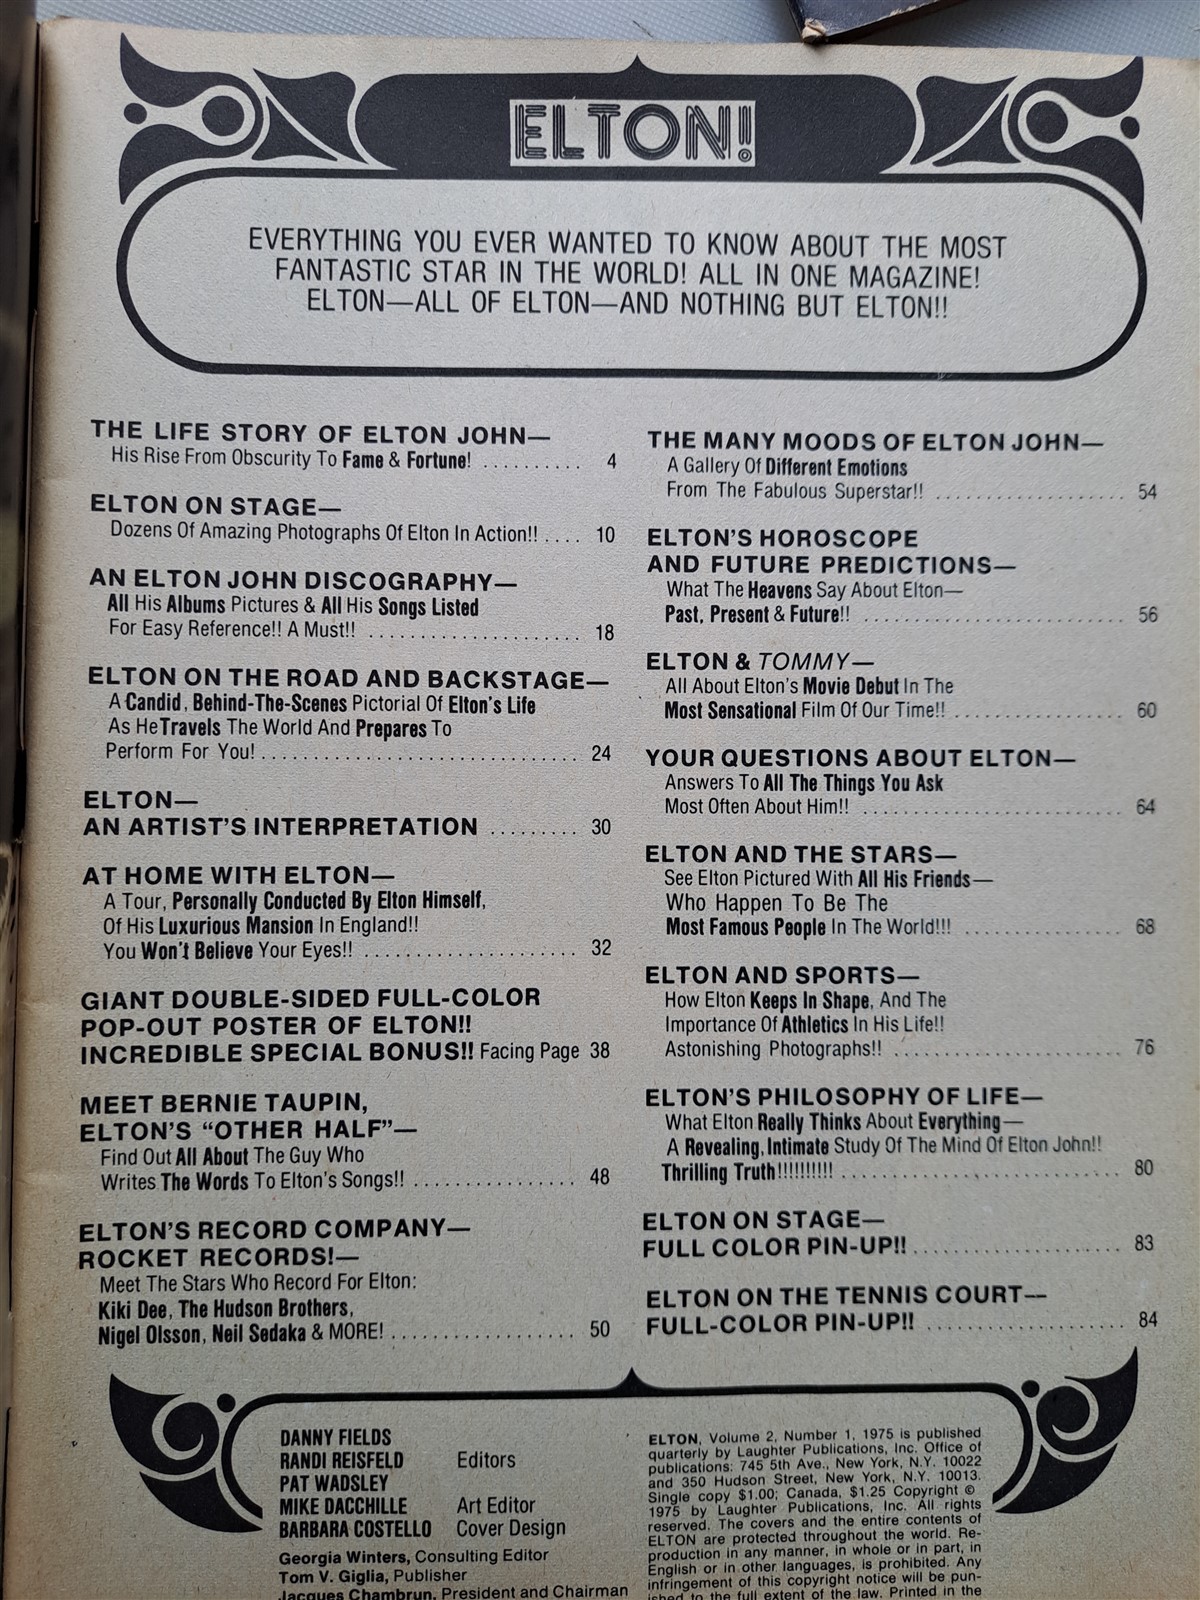 ELTON!
EVERYTHING YOU EVER WANTED TO KNOW ABOUT THE MOST
FANTASTIC STAR IN THE WORLD! ALL IN ONE MAGAZINE!
ELTON—ALL OF ELTON—AND NOTHING BUT ELTON!!
THE LIFE STORY OF ELTON JOHN—
His Rise From Obscurity To Fame & Fortune! .......... 4
ELTON ON STAGE—
Dozens Of Amazing Photographs Of Elton In Action!! .... 10
AN ELTON JOHN DISCOGRAPHY—
All His Albums Pictures & All His Songs Listed
For Easy Reference!! A Must!! ...................... 18
ELTON ON THE ROAD AND BACKSTAGE—
A Candid, Behind-The-Scenes Pictorial Of Elton's Life
As He Travels The World And Prepares To
Perform For You! ................................ 24
ELTON—
AN ARTIST'S INTERPRETATION ......... 30
AT HOME WITH ELTON—
A Tour, Personally Conducted By Elton Himself,
Of His Luxurious Mansion In England!!
You Won't Believe Your Eyes!! ...................... 32
GIANT DOUBLE-SIDED FULL-COLOR
POP-OUT POSTER OF ELTON!!
INCREDIBLE SPECIAL BONUS!! Facing Page 38
MEET BERNIE TAUPIN,
ELTON'S “OTHER HALF”—
Find Out All About The Guy Who
Writes The Words To Elton's Songs!! ................ 48
ELTON'S RECORD COMPANY—
ROCKET RECORDS!—
Meet The Stars Who Record For Elton:
Kiki Dee, The Hudson Brothers,
Nigel Olsson, Neil Sedaka & MORE! .................. 50
THE MANY MOODS OF ELTON JOHN—
A Gallery Of Different Emotions
From The Fabulous Superstar!! ................... 54
ELTON'S HOROSCOPE
AND FUTURE PREDICTIONS—
What The Heavens Say About Elton—
Past, Present & Future!! .......................... 56
ELTON & TOMMY—
All About Elton's Movie Debut In The
Most Sensational Film Of Our Time!! ................. 60
YOUR QUESTIONS ABOUT ELTON—
Answers To All The Things You Ask
Most Often About Him!! .......................... 64
ELTON AND THE STARS—
See Elton Pictured With All His Friends—
Who Happen To Be The
Most Famous People In The World!!! ................ 68
ELTON AND SPORTS—
How Elton Keeps In Shape, And The
Importance Of Athletics In His Life!!
Astonishing Photographs!! ....................... 76
ELTON'S PHILOSOPHY OF LIFE—
What Elton Really Thinks About Everything—
A Revealing, Intimate Study Of The Mind Of Elton John!!
Thrilling Truth!!!!!!!!!! ............................. 80
ELTON ON STAGE—
FULL COLOR PIN-UP!! ..................... 83
ELTON ON THE TENNIS COURT—
FULL-COLOR PIN-UP!! .................... 84
DANNY FIELDS
RANDI REISFELD Editors
PAT WADSLEY
MIKE DACCHILLE Art Editor
BARBARA COSTELLO Cover Design
Georgia Winters, Consulting Editor
Tom V. Giglia, Publisher
Jacques Chambrun, President and Chairman
ELTON, Volume 2, Number 1, 1975 is published
quarterly by Laughter Publications, Inc. Office of
publications: 745 5th Ave., New York, N.Y. 10022
and 350 Hudson Street, New York, N.Y. 10013.
Single copy $1.00; Canada, $1.25 Copyright ©
1975 by Laughter Publications, Inc. All rights
reserved. The covers and the entire contents of
ELTON are protected throughout the world. Re-
production in any manner, in whole or in part, in
English or in other languages, is prohibited. Any
infringement of this copyright notice will be pun-
ished to the full extent of the law. Printed in the